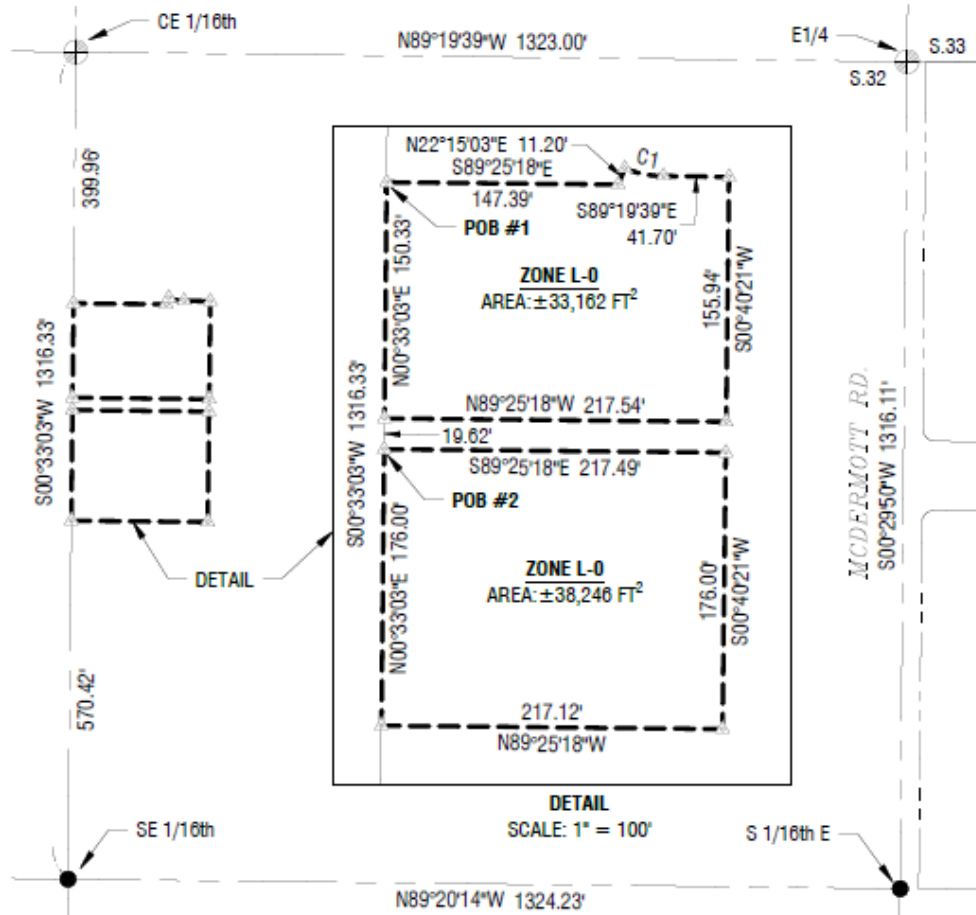 CE 1/16th
N89°19'39"W 1323.00'
E1/4
S.33
S.32
399.96'
N22°15'03"E 11.20'
C1
S89°25'18"E
147.39'
S89°19'39"E
41.70'
POB #1
N00°33'03"E 150.33'
ZONE L-0
AREA: ±33,162 FT²
155.94'
S00°40'21"W
S00°33'03"W 1316.33'
S00°33'03"W 1316.33'
N89°25'18"W 217.54'
19.62'
S89°25'18"E 217.49'
POB #2
MCDERMOTT RD.
S00°29'50"W 1316.11'
DETAIL
ZONE L-0
AREA: ±38,246 FT²
N00°33'03"E 176.00'
176.00'
S00°40'21"W
570.42'
217.12'
N89°25'18"W
DETAIL
SCALE: 1" = 100'
SE 1/16th
S 1/16th E
N89°20'14"W 1324.23'